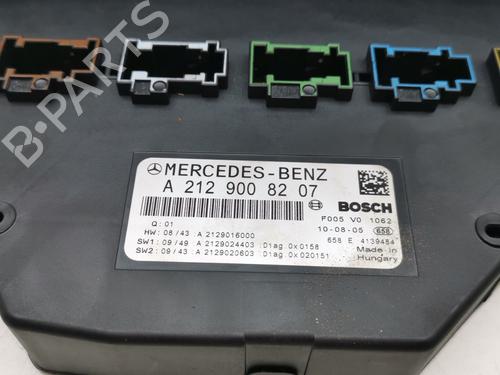 MERCEDES-BENZ
A 212 900 82 07
BOSCH
Q: 01
F005 V0 1062
HW: 08/43 A 2129016000
10-08-05 658
SW1: 09/49 A 2129024403 :Diag.0x0158
658 E 4139484
SW2: 09/43 A 2129020603 :Diag.0x020151
Made in
Hungary
B-PARTS